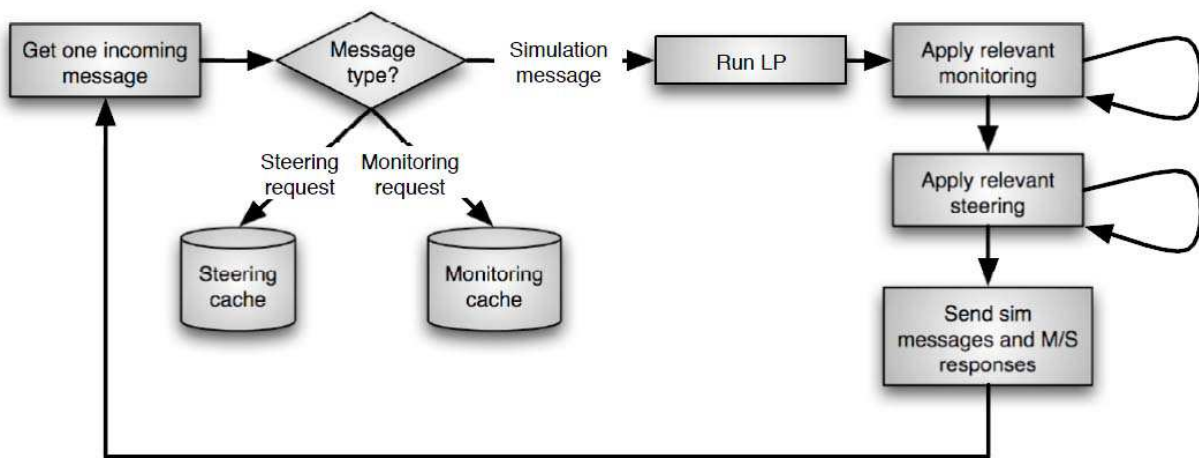 Get one incoming
message
Message
type?
Simulation
message
Run LP
Apply relevant
monitoring
Steering
request
Monitoring
request
Apply relevant
steering
Steering
cache
Monitoring
cache
Send sim
messages and M/S
responses